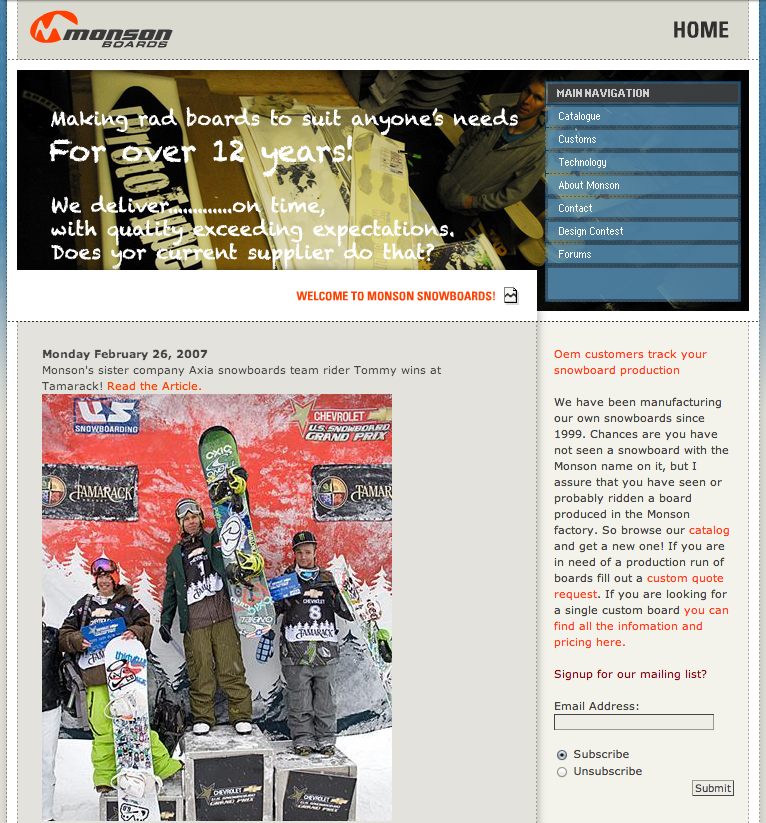 monson
BOARDS
HOME
Making rad boards to suit anyone's needs
For over 12 years!
We deliver.............on time,
with quality exceeding expectations.
Does yor current supplier do that?
MAIN NAVIGATION
Catalogue
Customs
Technology
About Monson
Contact
Design Contest
Forums
WELCOME TO MONSON SNOWBOARDS!
Monday February 26, 2007
Monson's sister company Axia snowboards team rider Tommy wins at
Tamarack! Read the Article.
US
SNOWBOARDING
CHEVROLET
U.S. SNOWBOARD
GRAND PRIX
TAMARACK
TAMAR
1
8
TAMARACK
thirtytwo
CHEVROLET
U.S. SNOWBOARD
GRAND PRIX
CHEVROLET
U.S. SNOWBOARD
GRAND PRIX
Oem customers track your
snowboard production
We have been manufacturing
our own snowboards since
1999. Chances are you have
not seen a snowboard with the
Monson name on it, but I
assure that you have seen or
probably ridden a board
produced in the Monson
factory. So browse our catalog
and get a new one! If you are
in need of a production run of
boards fill out a custom quote
request. If you are looking for
a single custom board you can
find all the infomation and
pricing here.
Signup for our mailing list?
Email Address:
Subscribe
Unsubscribe
Submit